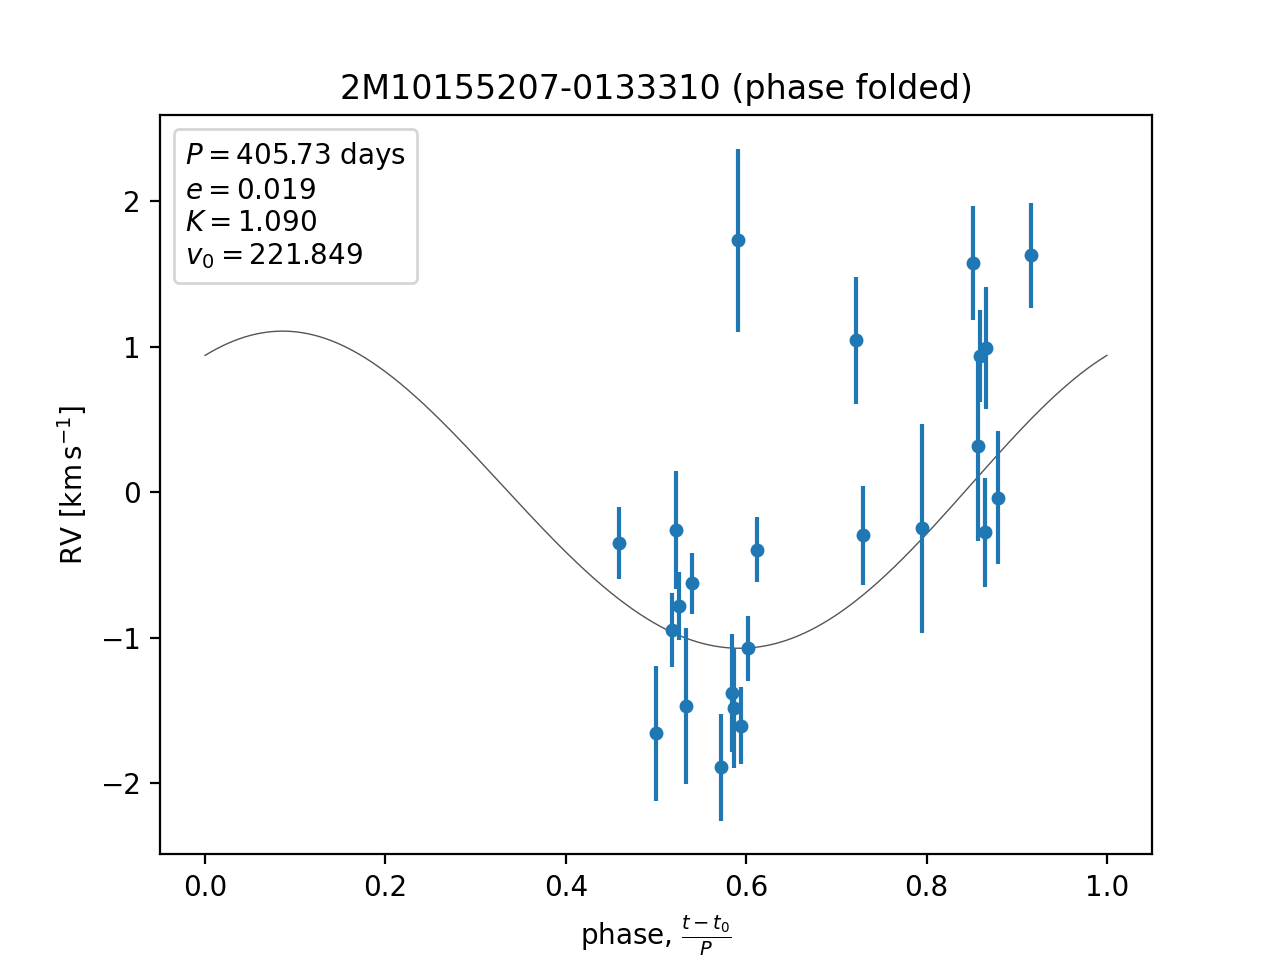 2M10155207-0133310 (phase folded)
P = 405.73 days
e = 0.019
K = 1.090
v₀ = 221.849
2
1
0
−1
−2
RV [km s⁻¹]
0.0 0.2 0.4 0.6 0.8 1.0
phase, (t − t₀)/P